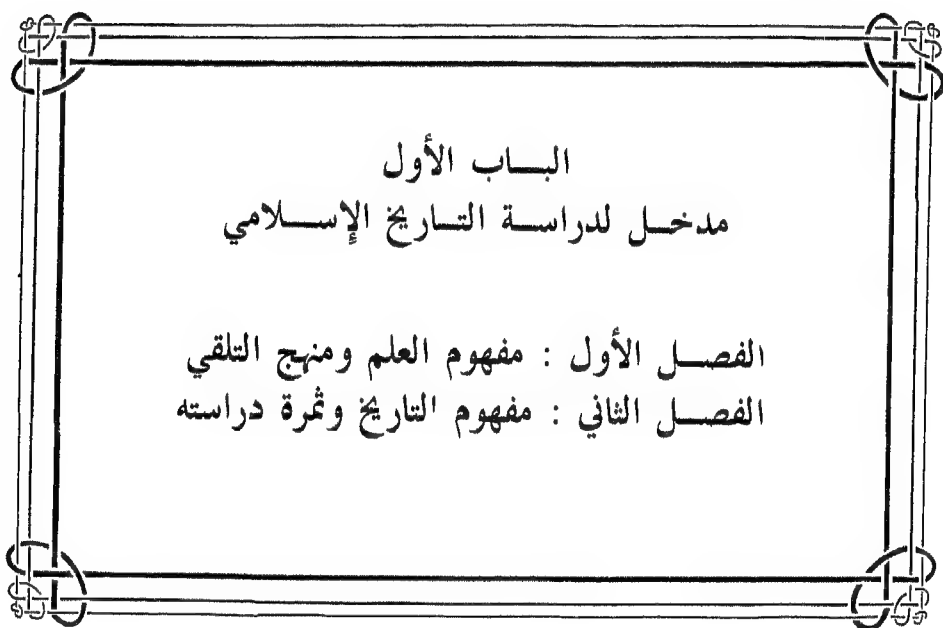 الباب الأول
مدخل لدراسة التاريخ الإسلامي
الفصل الأول : مفهوم العلم ومنهج التلقي
الفصل الثاني : مفهوم التاريخ وثمرة دراسته